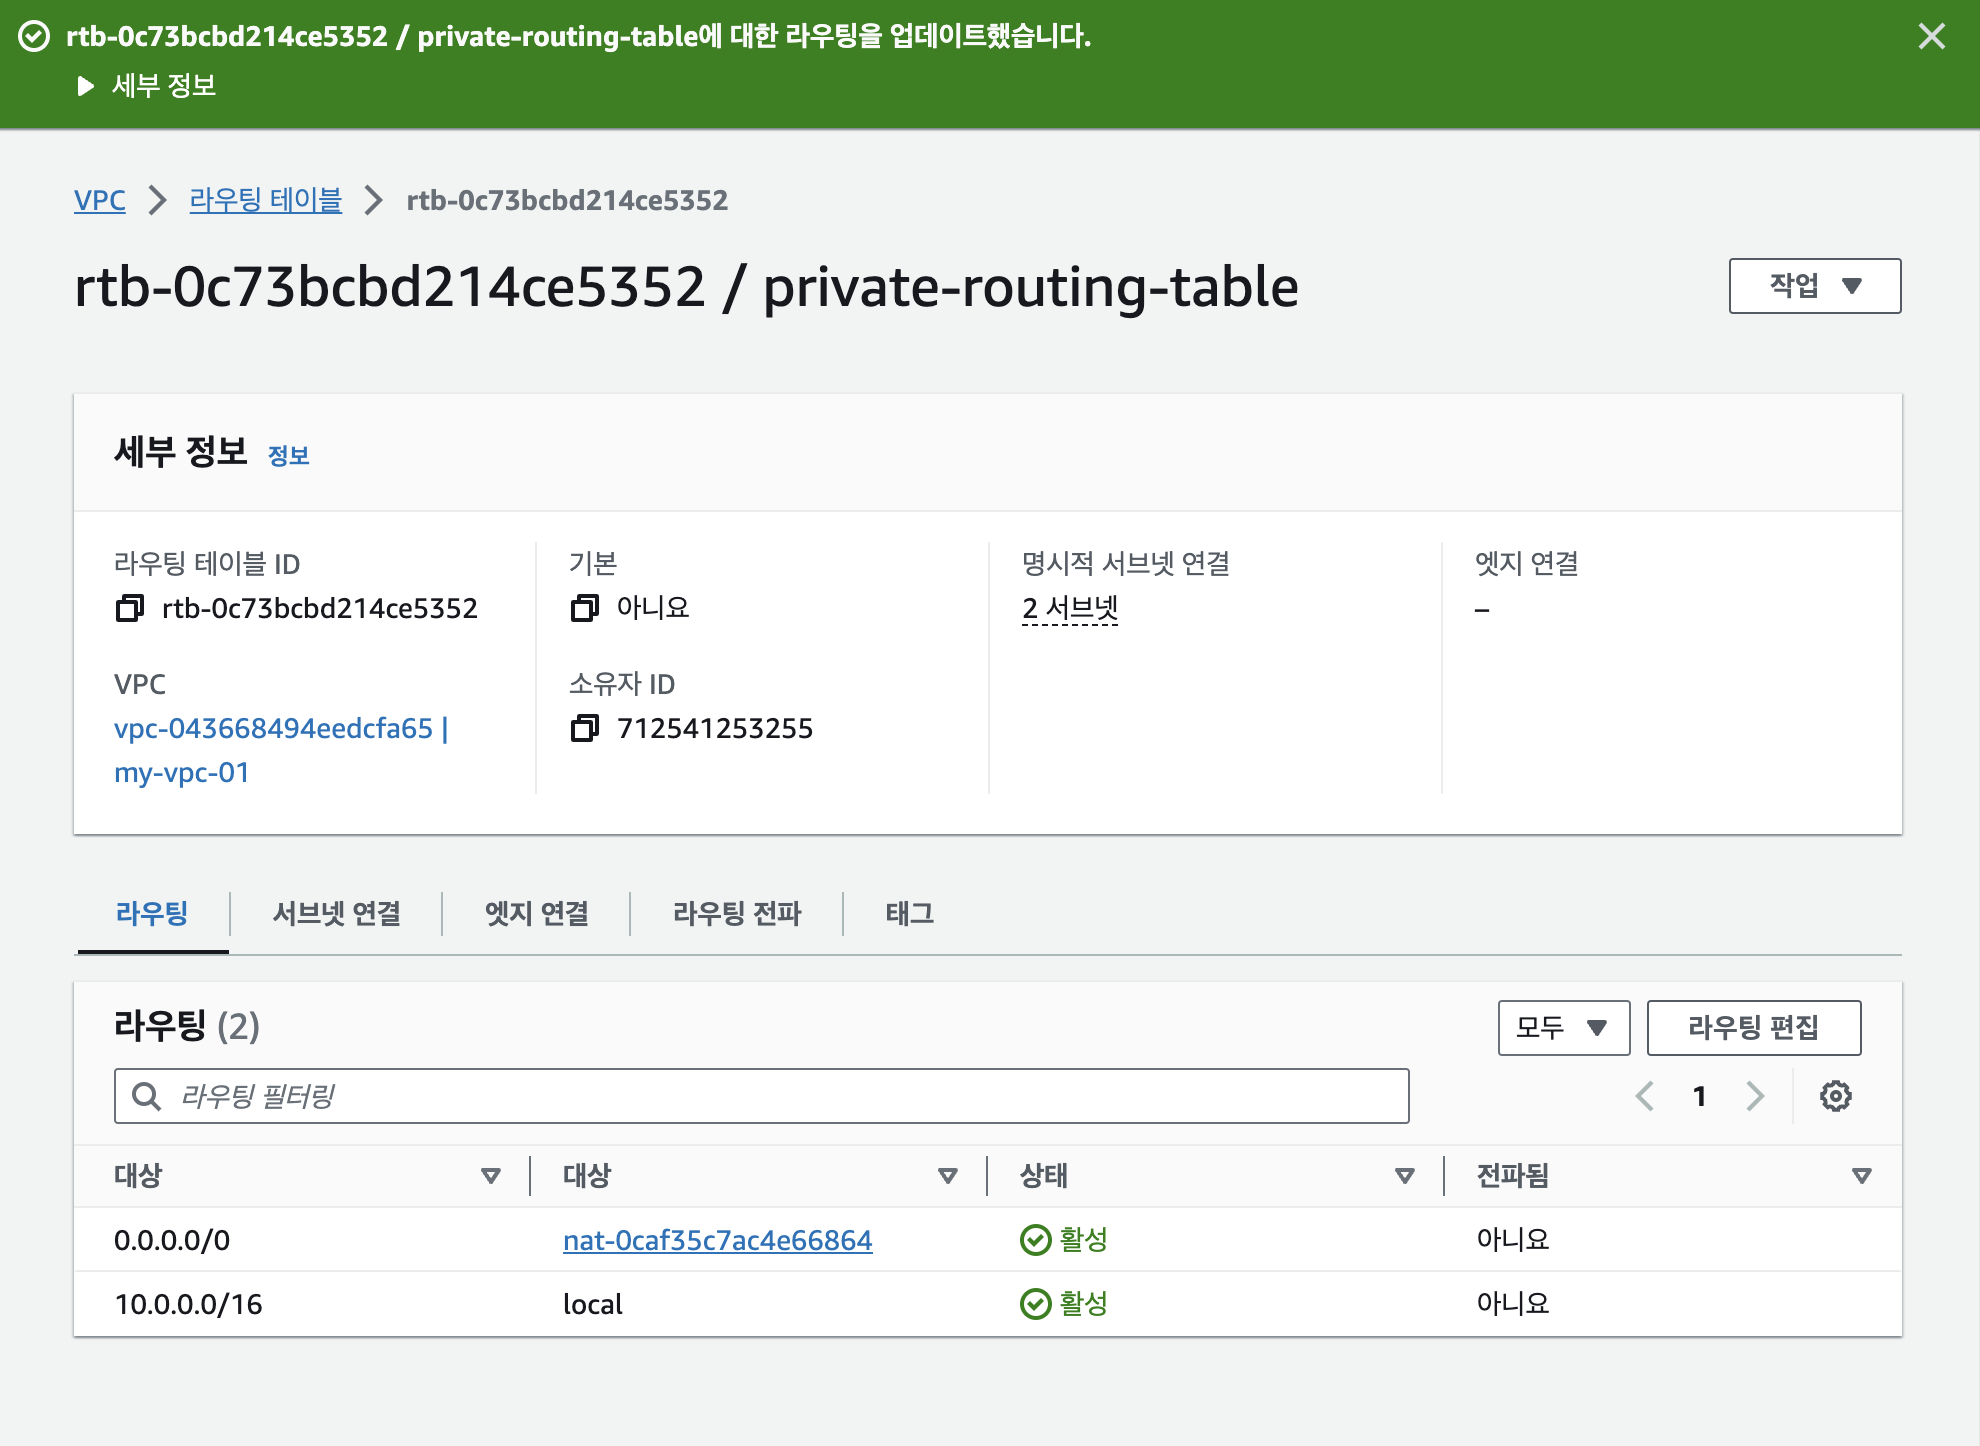 rtb-0c73bcbd214ce5352 / private-routing-table에 대한 라우팅을 업데이트했습니다.
세부 정보
VPC 라우팅 테이블 rtb-0c73bcbd214ce5352
rtb-0c73bcbd214ce5352 / private-routing-table 작업
세부 정보 정보
라우팅 테이블 ID
rtb-0c73bcbd214ce5352
기본
아니요
명시적 서브넷 연결
2 서브넷
엣지 연결
–
VPC
vpc-043668494eedcfa65 |
my-vpc-01
소유자 ID
712541253255
라우팅 서브넷 연결 엣지 연결 라우팅 전파 태그
라우팅 (2) 모두 라우팅 편집
라우팅 필터링 1
대상 대상 상태 전파됨
0.0.0.0/0 nat-0caf35c7ac4e66864 활성 아니요
10.0.0.0/16 local 활성 아니요